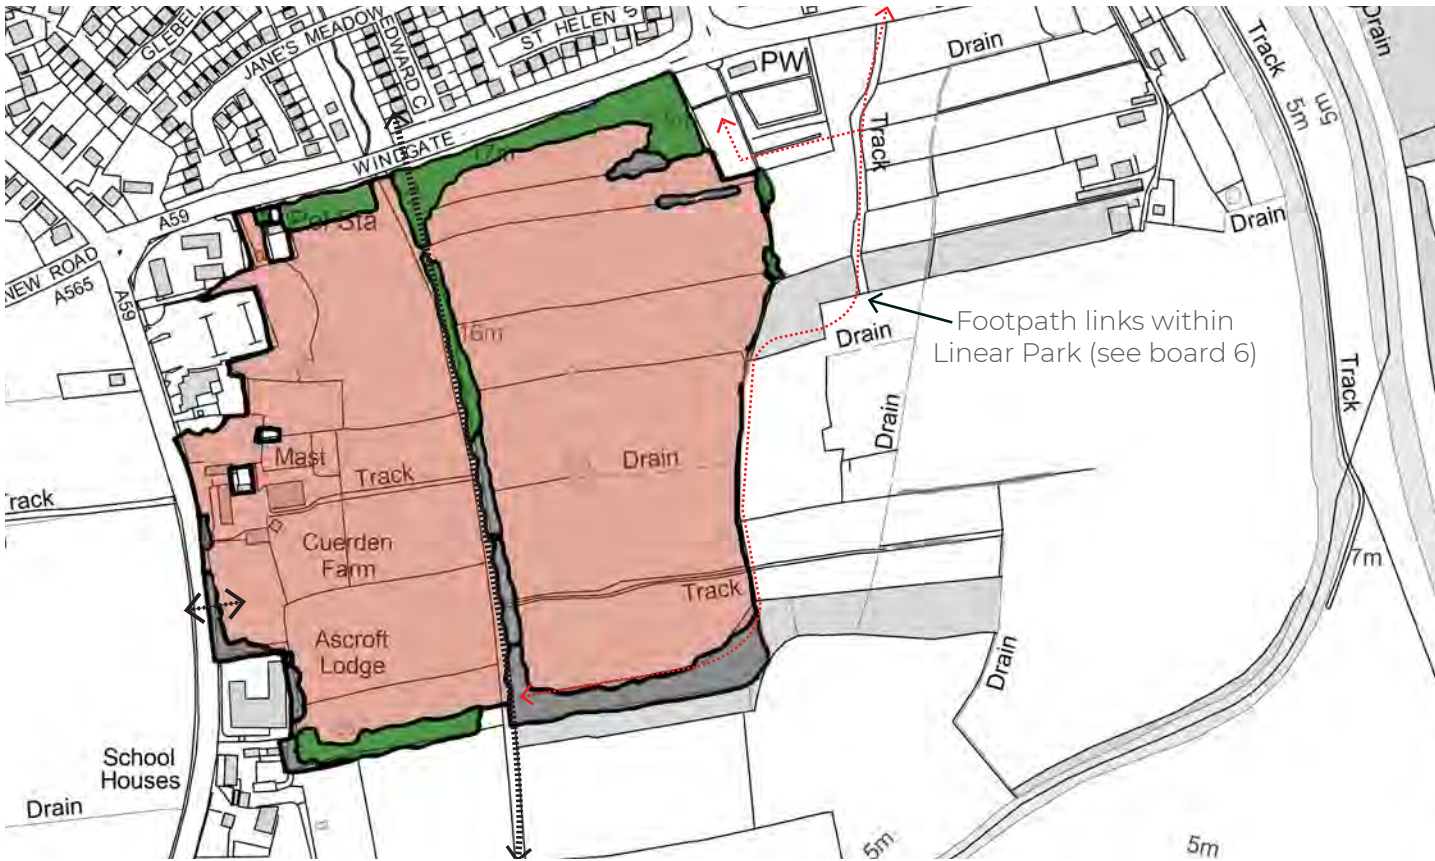 GLEBE
JANE'S MEADOW
EDWARD C
ST HELEN'S
PW
Drain
Track
5m
5m
Drain
WINDGATE
17m
Track
A59
Pol Sta
NEW ROAD
A565
A59
Drain
16m
Footpath links within
Linear Park (see board 6)
Drain
Track
Drain
Mast
Track
Drain
rack
Cuerden
Farm
7m
Track
Ascroft
Lodge
Drain
School
Houses
Drain
5m
5m